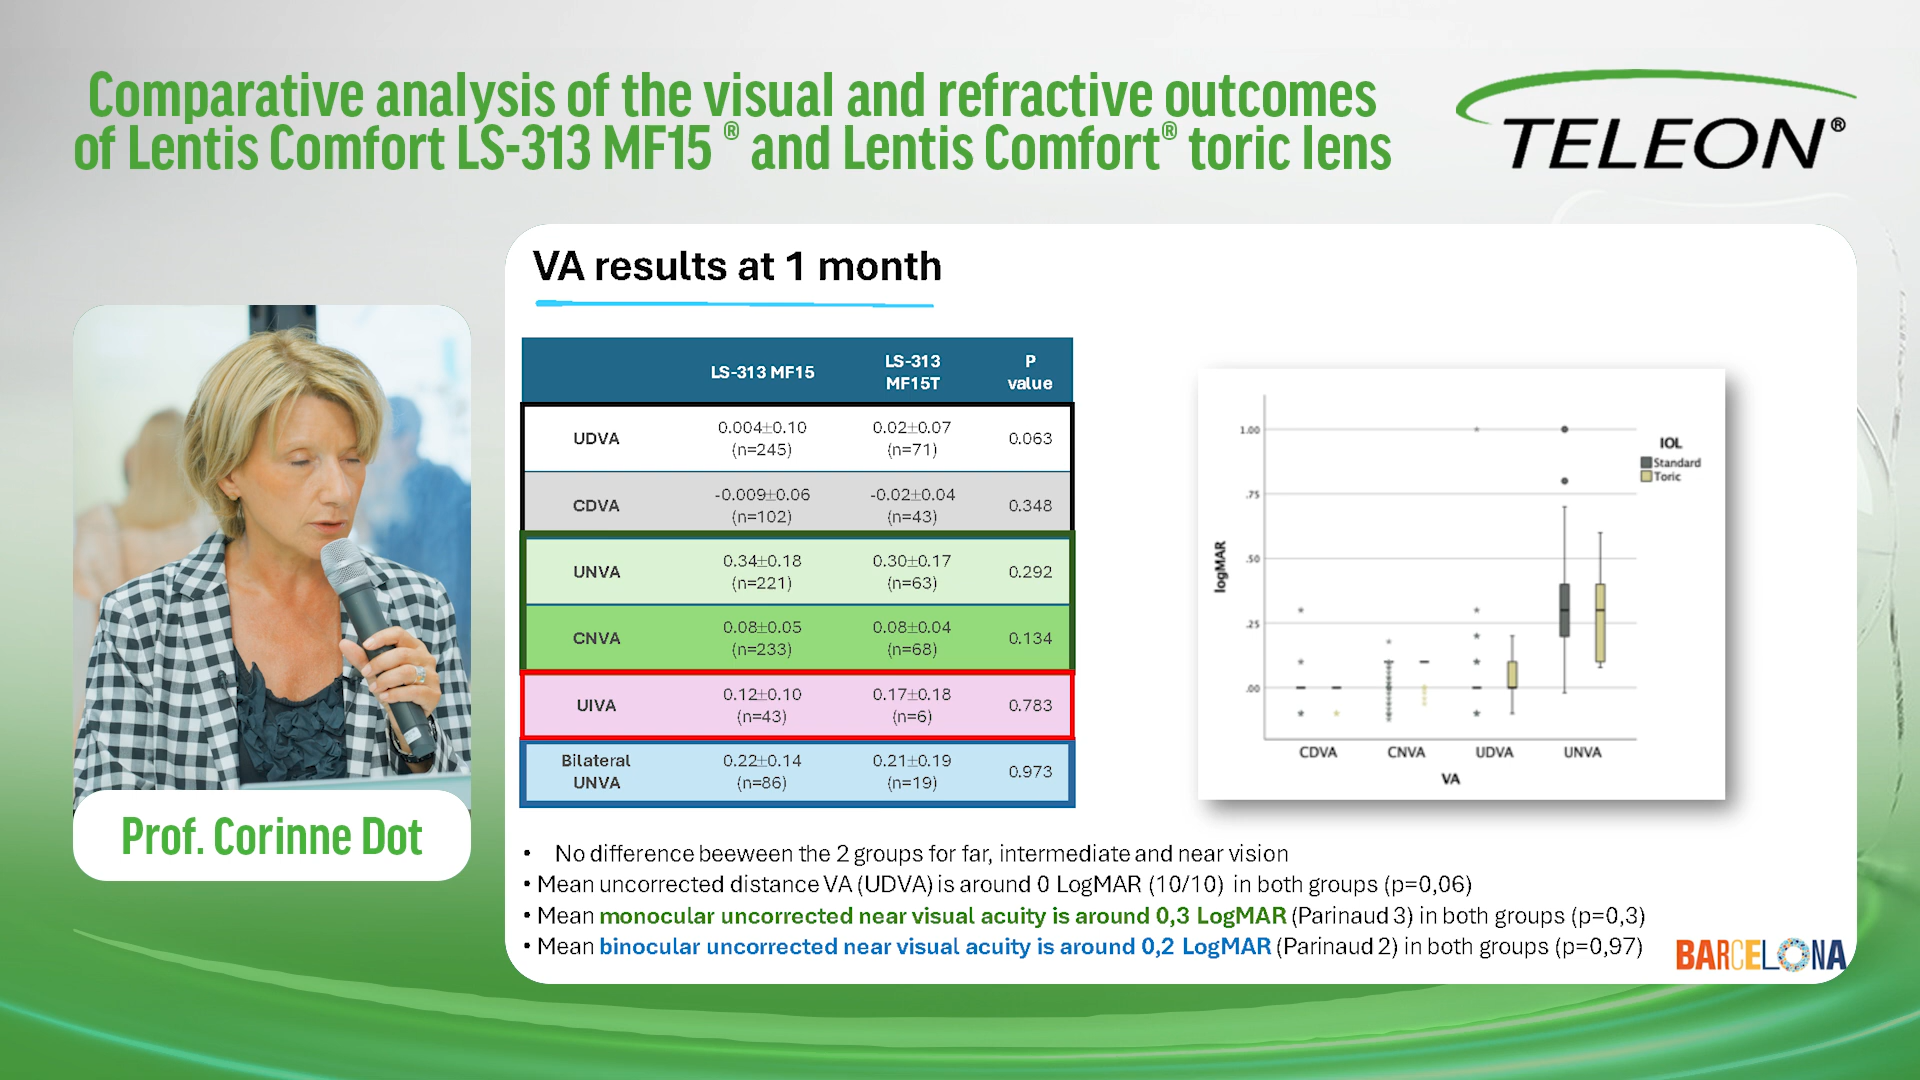 Comparative analysis of the visual and refractive outcomes
of Lentis Comfort LS-313 MF15 ® and Lentis Comfort® toric lens
TELEON®
VA results at 1 month
LS-313 MF15
LS-313
MF15T
P
value
UDVA
0.004±0.10
(n=245)
0.02±0.07
(n=71)
0.063
CDVA
-0.009±0.06
(n=102)
-0.02±0.04
(n=43)
0.348
UNVA
0.34±0.18
(n=221)
0.30±0.17
(n=63)
0.292
CNVA
0.08±0.05
(n=233)
0.08±0.04
(n=68)
0.134
UIVA
0.12±0.10
(n=43)
0.17±0.18
(n=6)
0.783
Bilateral
UNVA
0.22±0.14
(n=86)
0.21±0.19
(n=19)
0.973
logMAR
1.00
.75
.50
.25
.00
CDVA
CNVA
UDVA
UNVA
VA
IOL
Standard
Toric
• No difference beeween the 2 groups for far, intermediate and near vision
• Mean uncorrected distance VA (UDVA) is around 0 LogMAR (10/10) in both groups (p=0,06)
• Mean monocular uncorrected near visual acuity is around 0,3 LogMAR (Parinaud 3) in both groups (p=0,3)
• Mean binocular uncorrected near visual acuity is around 0,2 LogMAR (Parinaud 2) in both groups (p=0,97)
BARCELONA
Prof. Corinne Dot